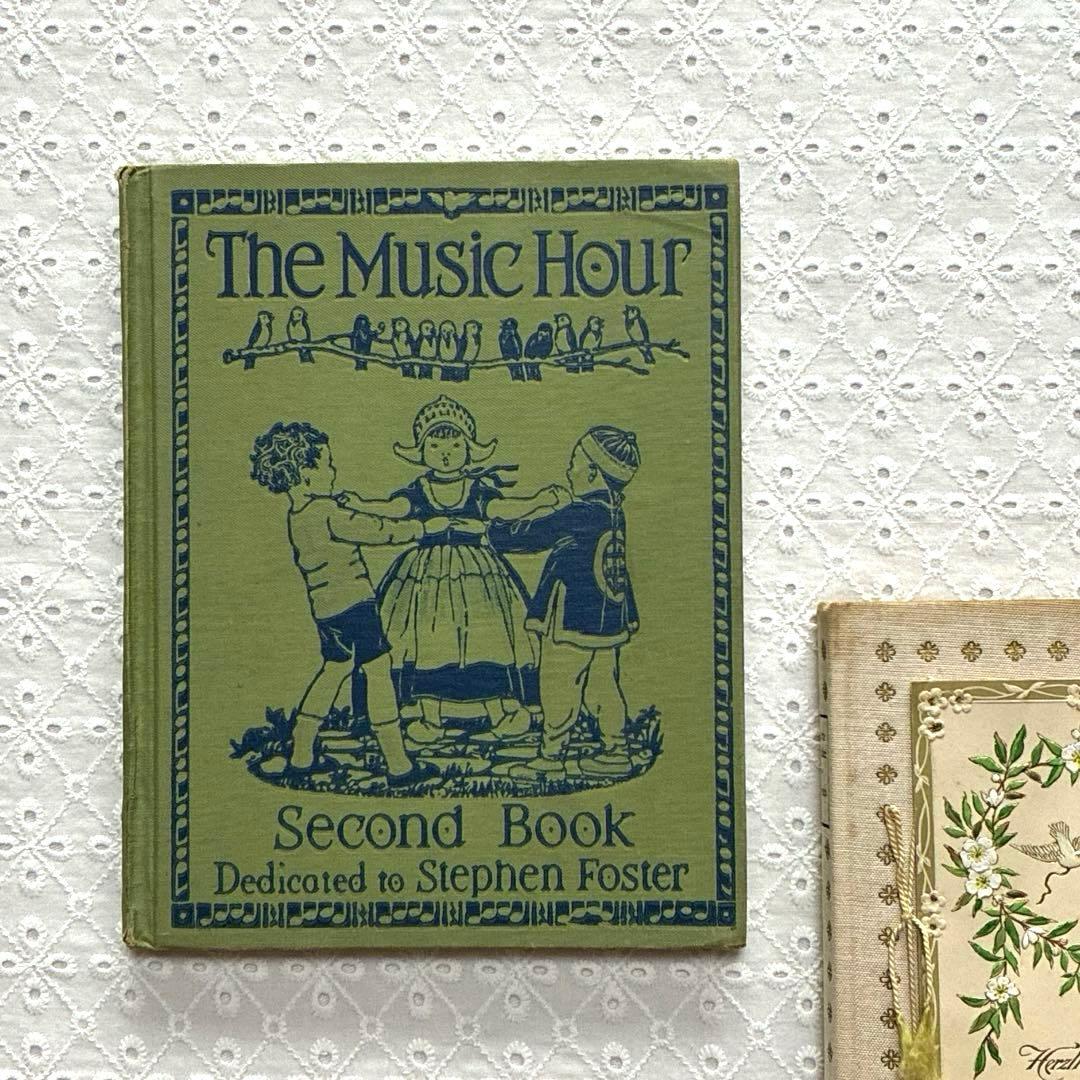 The Music Hour
Second Book
Dedicated to Stephen Foster